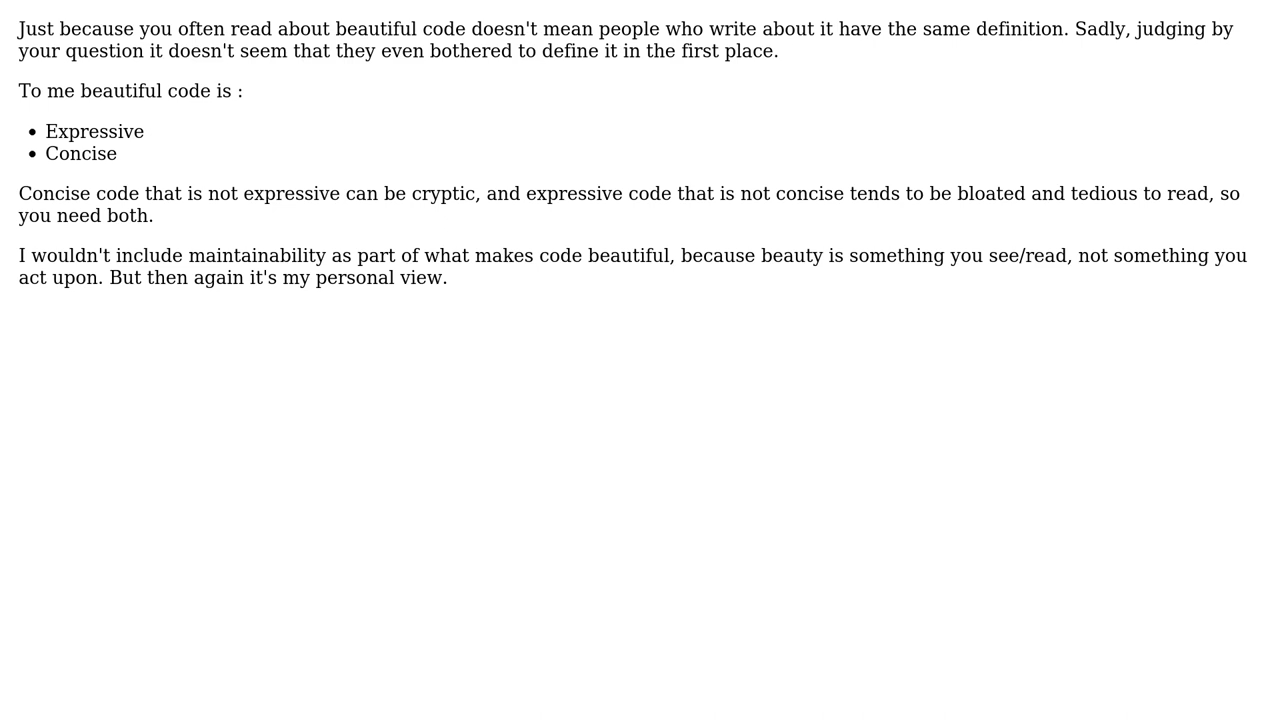 Just because you often read about beautiful code doesn't mean people who write about it have the same definition. Sadly, judging by
your question it doesn't seem that they even bothered to define it in the first place.
To me beautiful code is :
• Expressive
• Concise
Concise code that is not expressive can be cryptic, and expressive code that is not concise tends to be bloated and tedious to read, so
you need both.
I wouldn't include maintainability as part of what makes code beautiful, because beauty is something you see/read, not something you
act upon. But then again it's my personal view.